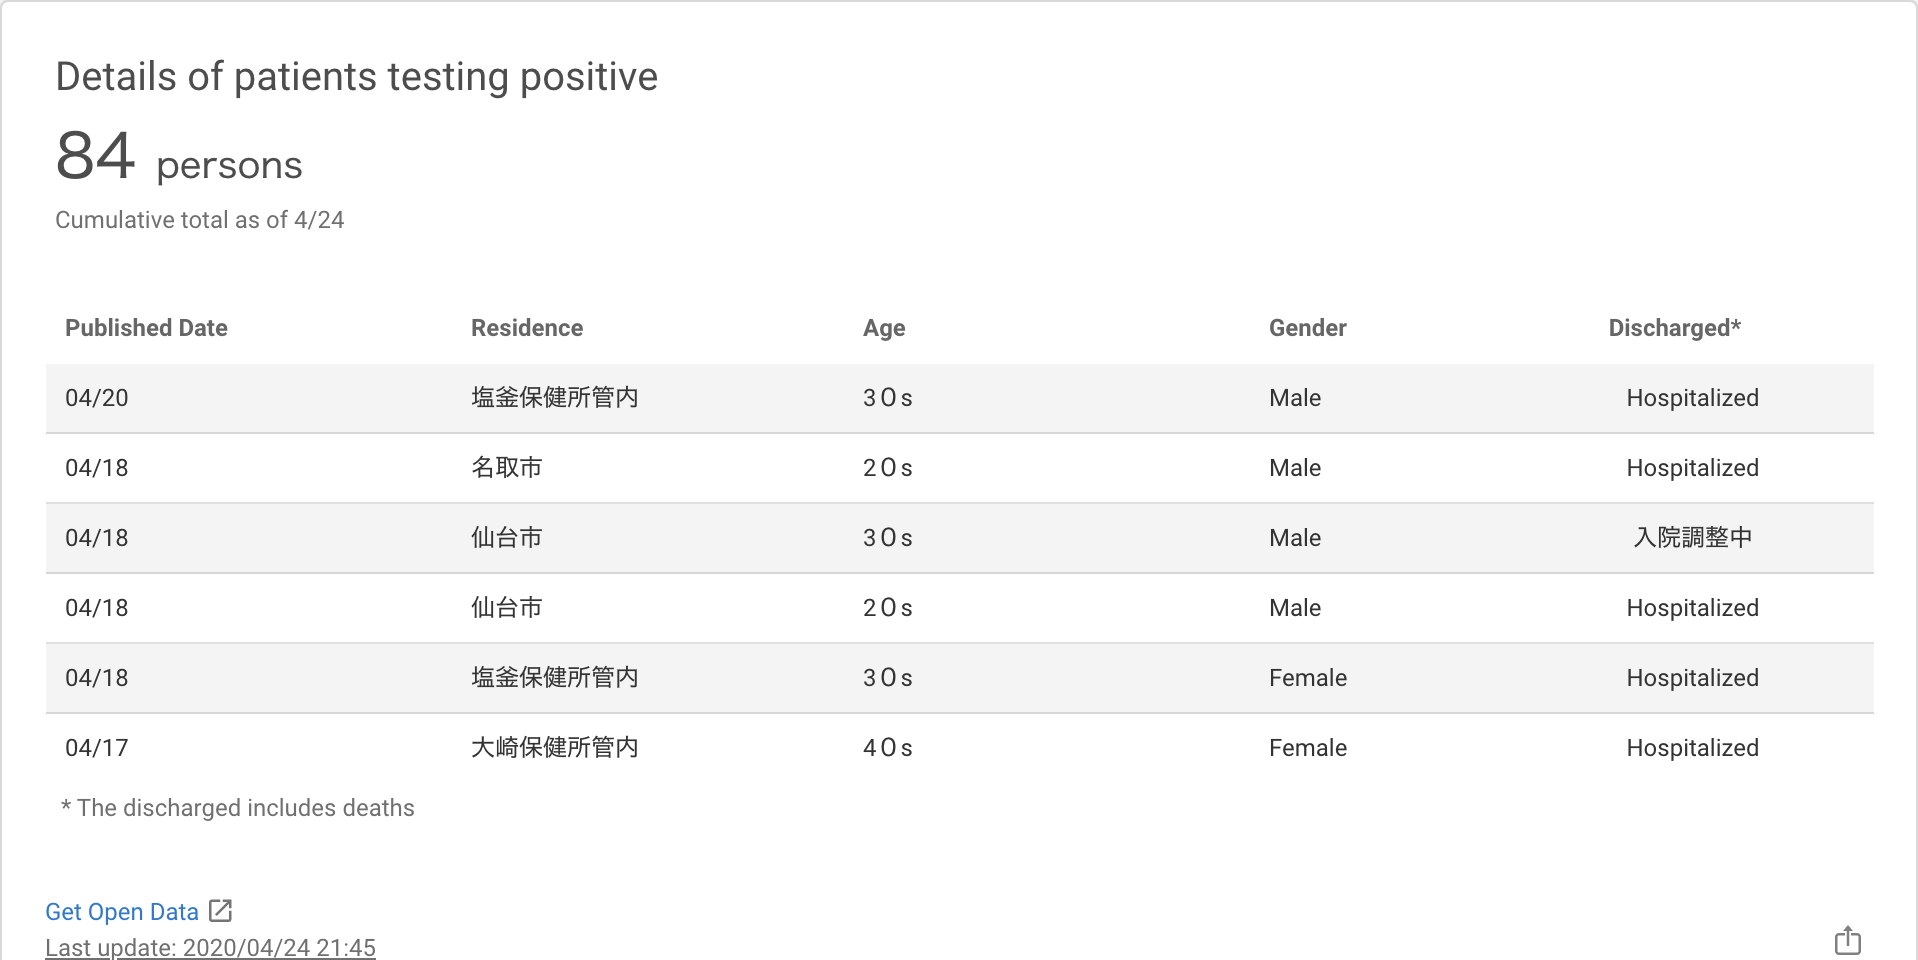 Details of patients testing positive
84 persons
Cumulative total as of 4/24
Published Date Residence Age Gender Discharged*
04/20 塩釜保健所管内 3０s Male Hospitalized
04/18 名取市 2０s Male Hospitalized
04/18 仙台市 3０s Male 入院調整中
04/18 仙台市 2０s Male Hospitalized
04/18 塩釜保健所管内 3０s Female Hospitalized
04/17 大崎保健所管内 4０s Female Hospitalized
* The discharged includes deaths
Get Open Data
Last update: 2020/04/24 21:45